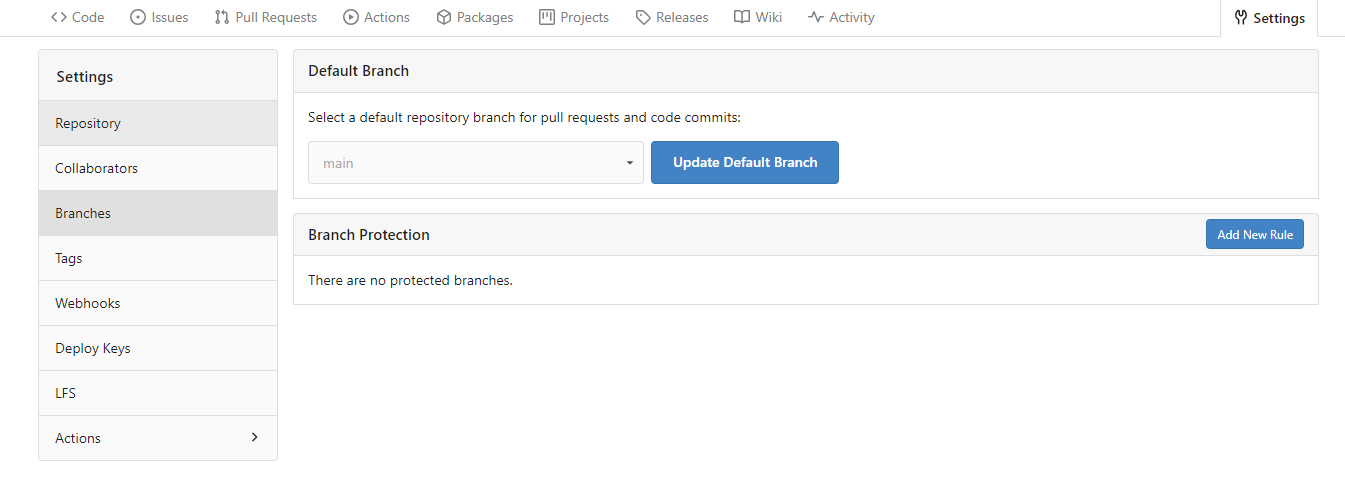 Code Issues Pull Requests Actions Packages Projects Releases Wiki Activity Settings
Settings
Repository
Collaborators
Branches
Tags
Webhooks
Deploy Keys
LFS
Actions
Default Branch
Select a default repository branch for pull requests and code commits:
main Update Default Branch
Branch Protection Add New Rule
There are no protected branches.